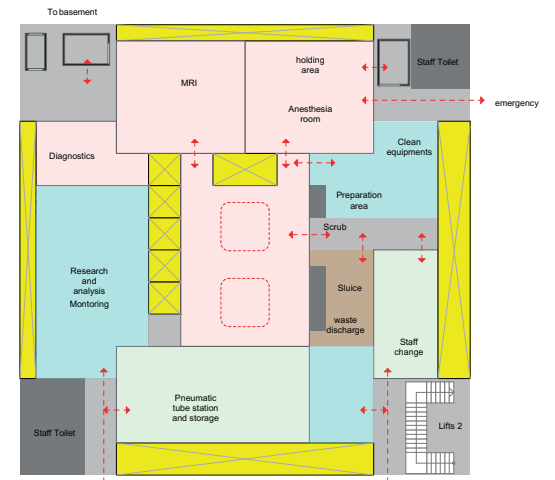 To basement
Staff Toilet
holding
area
MRI
emergency
Anesthesia
room
Clean
equipments
Diagnostics
Preparation
area
Scrub
Research
and
analysis
Montoring
Sluice
waste
discharge
Staff
change
Pneumatic
tube station
and storage
Lifts 2
Staff Toilet